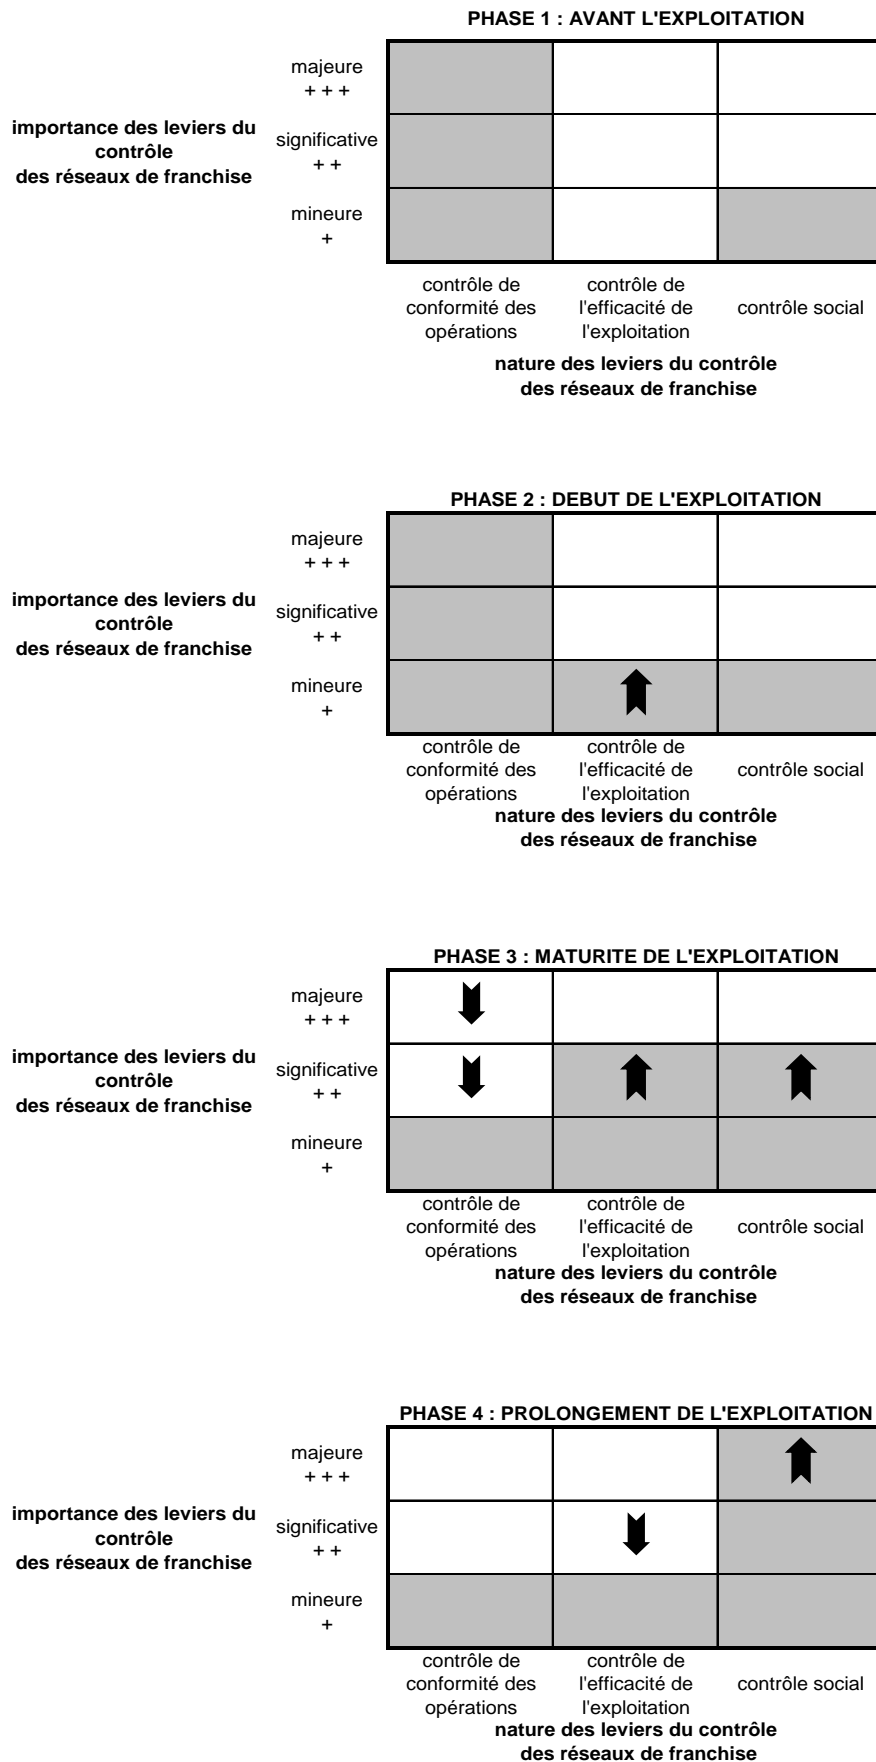 PHASE 1 : AVANT L'EXPLOITATION
majeure
+ + +
importance des leviers du
contrôle
des réseaux de franchise
significative
+ +
mineure
+
contrôle de
conformité des
opérations
contrôle de
l'efficacité de
l'exploitation
contrôle social
nature des leviers du contrôle
des réseaux de franchise
PHASE 2 : DEBUT DE L'EXPLOITATION
majeure
+ + +
importance des leviers du
contrôle
des réseaux de franchise
significative
+ +
mineure
+
contrôle de
conformité des
opérations
contrôle de
l'efficacité de
l'exploitation
contrôle social
nature des leviers du contrôle
des réseaux de franchise
PHASE 3 : MATURITE DE L'EXPLOITATION
majeure
+ + +
importance des leviers du
contrôle
des réseaux de franchise
significative
+ +
mineure
+
contrôle de
conformité des
opérations
contrôle de
l'efficacité de
l'exploitation
contrôle social
nature des leviers du contrôle
des réseaux de franchise
PHASE 4 : PROLONGEMENT DE L'EXPLOITATION
majeure
+ + +
importance des leviers du
contrôle
des réseaux de franchise
significative
+ +
mineure
+
contrôle de
conformité des
opérations
contrôle de
l'efficacité de
l'exploitation
contrôle social
nature des leviers du contrôle
des réseaux de franchise